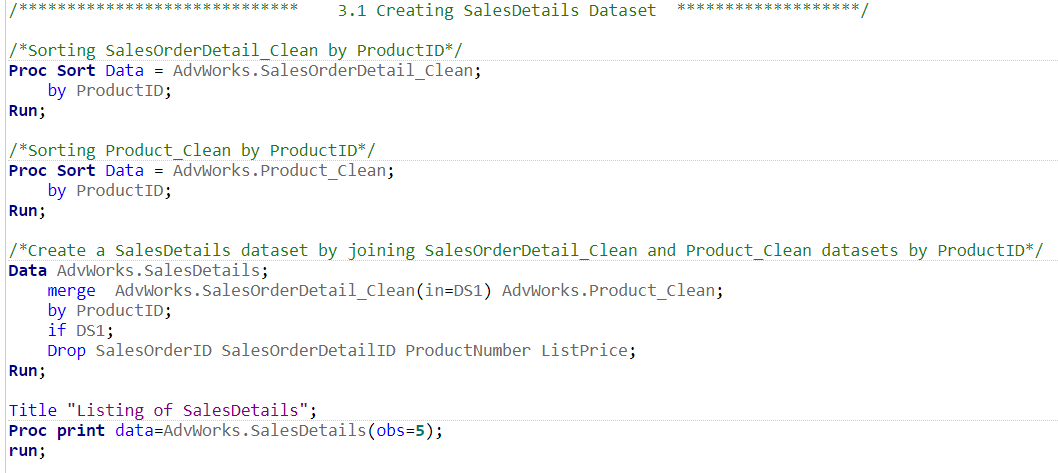 /***************************** 3.1 Creating SalesDetails Dataset *******************/
/*Sorting SalesOrderDetail_Clean by ProductID*/
Proc Sort Data = AdvWorks.SalesOrderDetail_Clean;
by ProductID;
Run;
/*Sorting Product_Clean by ProductID*/
Proc Sort Data = AdvWorks.Product_Clean;
by ProductID;
Run;
/*Create a SalesDetails dataset by joining SalesOrderDetail_Clean and Product_Clean datasets by ProductID*/
Data AdvWorks.SalesDetails;
merge  AdvWorks.SalesOrderDetail_Clean(in=DS1) AdvWorks.Product_Clean;
by ProductID;
if DS1;
Drop SalesOrderID SalesOrderDetailID ProductNumber ListPrice;
Run;
Title "Listing of SalesDetails";
Proc print data=AdvWorks.SalesDetails(obs=5);
run;